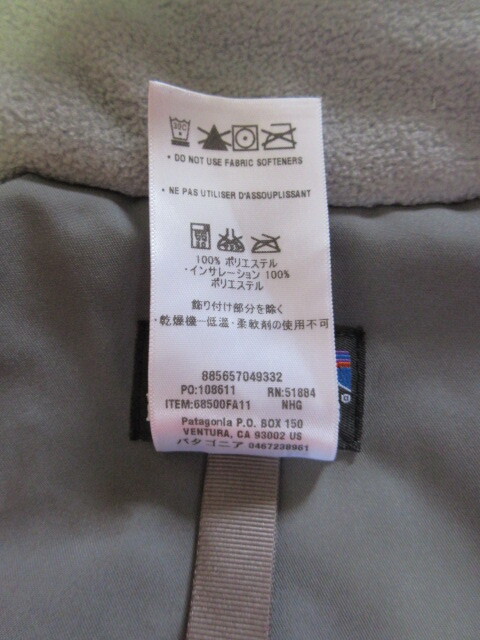 30C
• DO NOT USE FABRIC SOFTENERS
• NE PAS UTILISER D'ASSOUPLISSANT
100% ポリエステル
・インサレーション 100%
ポリエステル
飾り付け部分を除く
・乾燥機─低温・柔軟剤の使用不可
885657049332
PO:108611 RN:51884
ITEM:68500FA11 NHG
Patagonia P.O. BOX 150
VENTURA, CA 93002 US
パタゴニア 0467238961
®